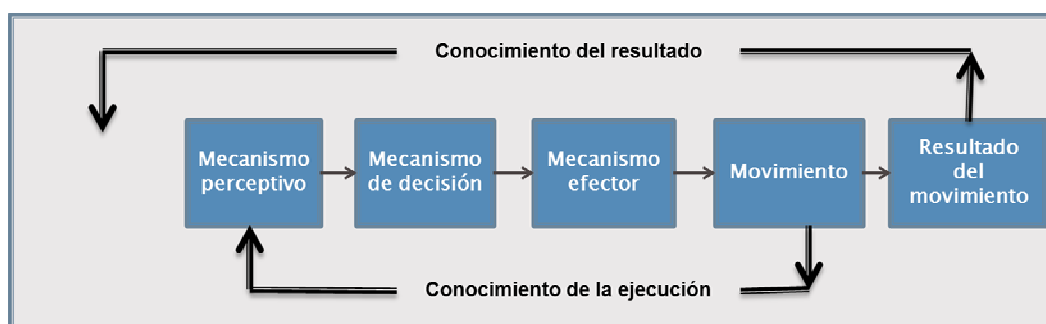 Conocimiento del resultado
Mecanismo
perceptivo
Mecanismo
de decisión
Mecanismo
efector
Movimiento
Resultado
del
movimiento
Conocimiento de la ejecución